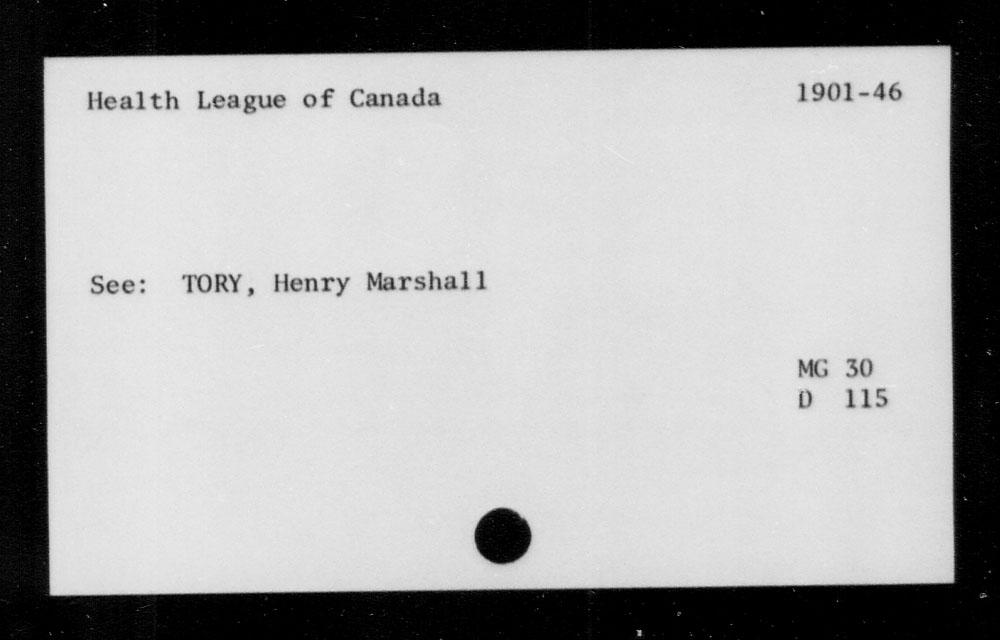 Health League of Canada 1901-46
See: TORY, Henry Marshall
MG 30
D 115